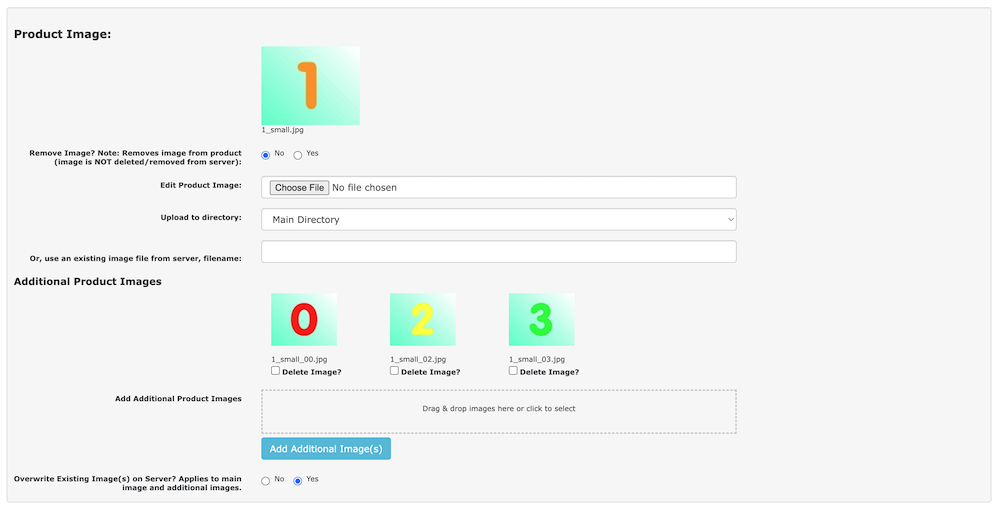 Product Image:
1
1_small.jpg
Remove Image? Note: Removes image from product
(image is NOT deleted/removed from server):
No Yes
Edit Product Image:
Choose File No file chosen
Upload to directory:
Main Directory
Or, use an existing image file from server, filename:
Additional Product Images
0 2 3
1_small_00.jpg 1_small_02.jpg 1_small_03.jpg
Delete Image? Delete Image? Delete Image?
Add Additional Product Images
Drag & drop images here or click to select
Add Additional Image(s)
Overwrite Existing Image(s) on Server? Applies to main
image and additional images.
No Yes